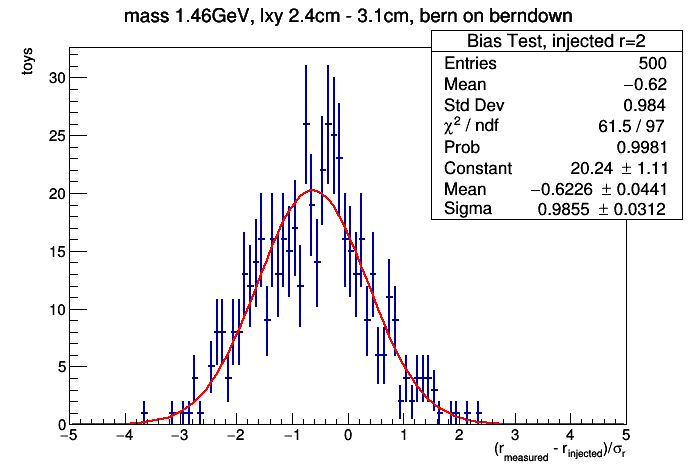 mass 1.46GeV, lxy 2.4cm - 3.1cm, bern on berndown
Bias Test, injected r=2
Entries 500
Mean −0.62
Std Dev 0.984
χ² / ndf 61.5 / 97
Prob 0.9981
Constant 20.24 ± 1.11
Mean −0.6226 ± 0.0441
Sigma 0.9855 ± 0.0312
toys
30
25
20
15
10
5
0
−5 −4 −3 −2 −1 0 1 2 3 4 5
(r_measured - r_injected)/σ_r